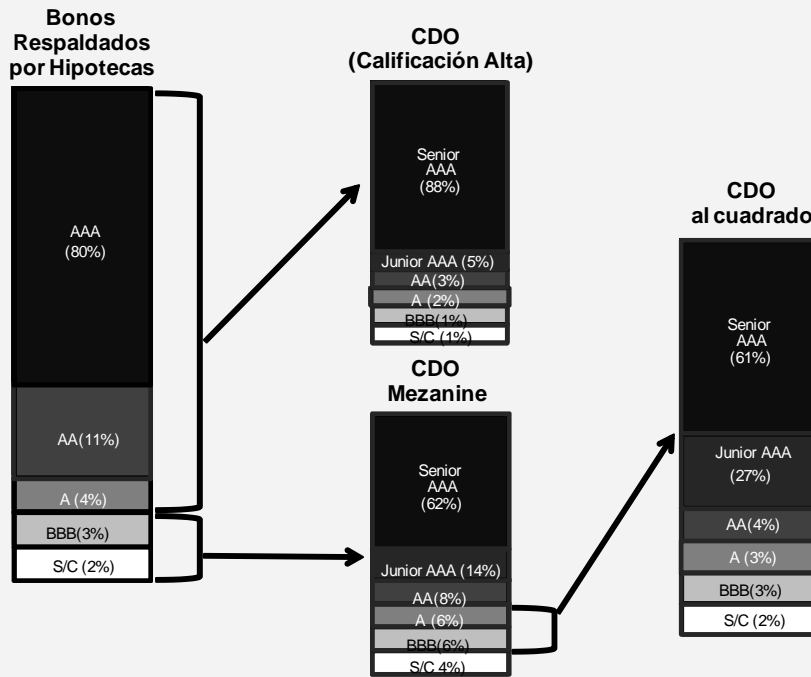 Bonos
Respaldados
por Hipotecas
AAA
(80%)
AA(11%)
A (4%)
BBB(3%)
S/C (2%)
CDO
(Calificación Alta)
Senior
AAA
(88%)
Junior AAA (5%)
AA(3%)
A (2%)
BBB(1%)
S/C (1%)
CDO
Mezanine
Senior
AAA
(62%)
Junior AAA (14%)
AA(8%)
A (6%)
BBB(6%)
S/C 4%)
CDO
al cuadrado
Senior
AAA
(61%)
Junior AAA
(27%)
AA(4%)
A (3%)
BBB(3%)
S/C (2%)